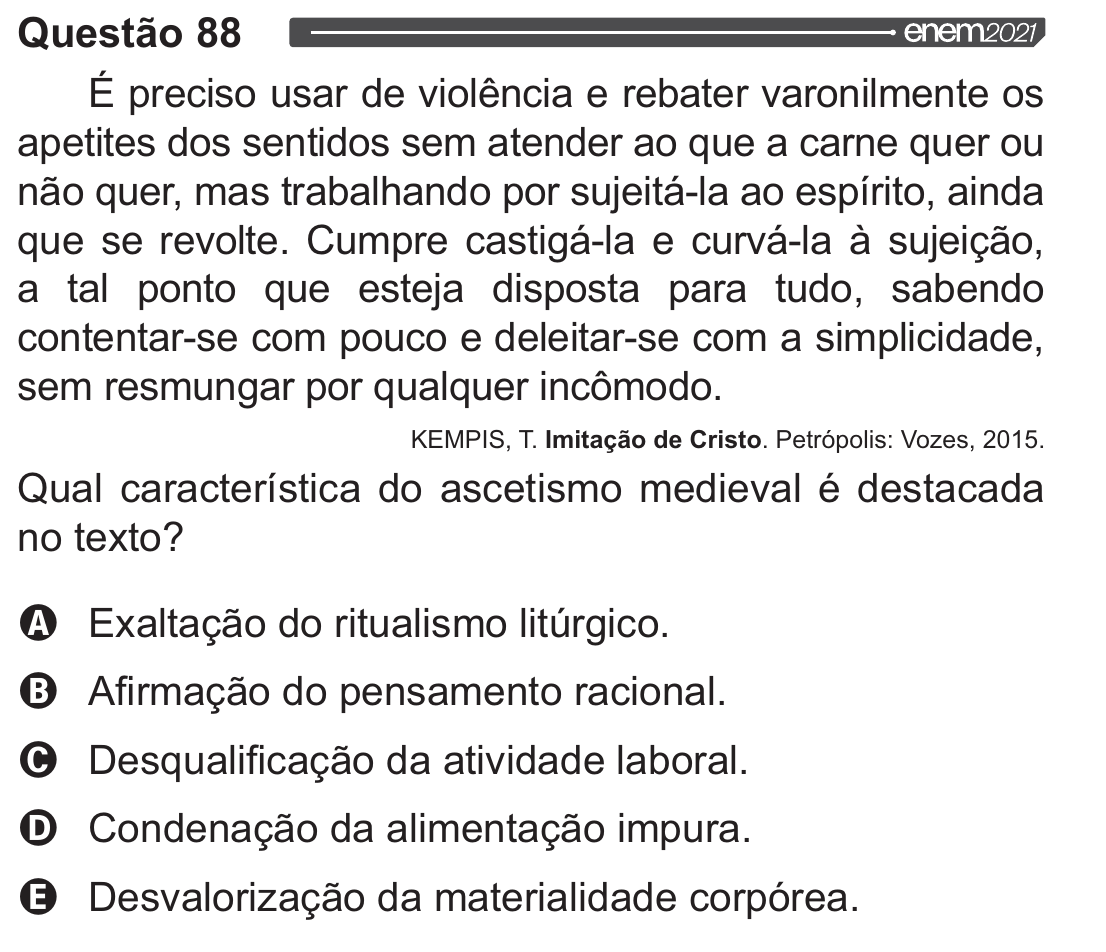 Questão 88
enem2021
É preciso usar de violência e rebater varonilmente os
apetites dos sentidos sem atender ao que a carne quer ou
não quer, mas trabalhando por sujeitá-la ao espírito, ainda
que se revolte. Cumpre castigá-la e curvá-la à sujeição,
a tal ponto que esteja disposta para tudo, sabendo
contentar-se com pouco e deleitar-se com a simplicidade,
sem resmungar por qualquer incômodo.
KEMPIS, T. Imitação de Cristo. Petrópolis: Vozes, 2015.
Qual característica do ascetismo medieval é destacada
no texto?
A Exaltação do ritualismo litúrgico.
B Afirmação do pensamento racional.
C Desqualificação da atividade laboral.
D Condenação da alimentação impura.
E Desvalorização da materialidade corpórea.